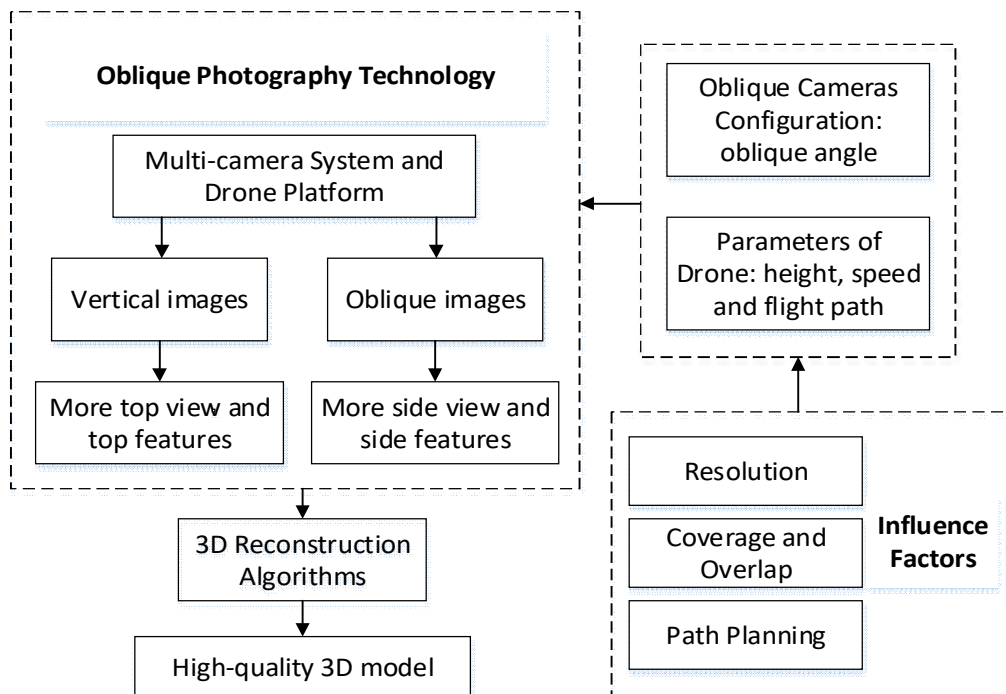 Oblique Photography Technology
Multi-camera System and
Drone Platform
Vertical images
Oblique images
More top view and
top features
More side view and
side features
3D Reconstruction
Algorithms
High-quality 3D model
Oblique Cameras
Configuration:
oblique angle
Parameters of
Drone: height, speed
and flight path
Resolution
Coverage and
Overlap
Path Planning
Influence
Factors